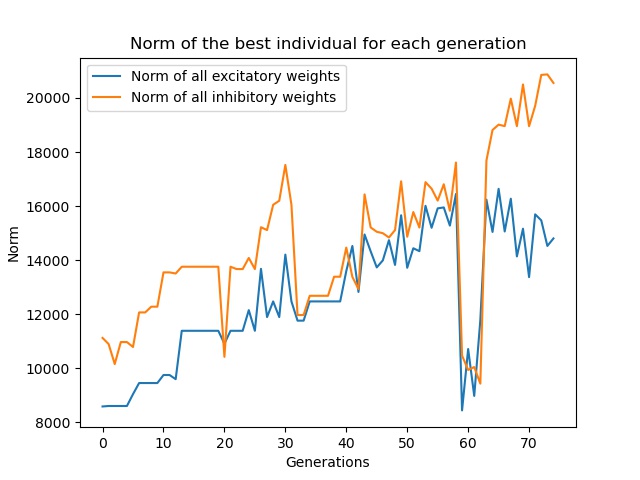 Norm of the best individual for each generation
Norm of all excitatory weights
Norm of all inhibitory weights
20000
18000
16000
14000
12000
10000
8000
Norm
0 10 20 30 40 50 60 70
Generations